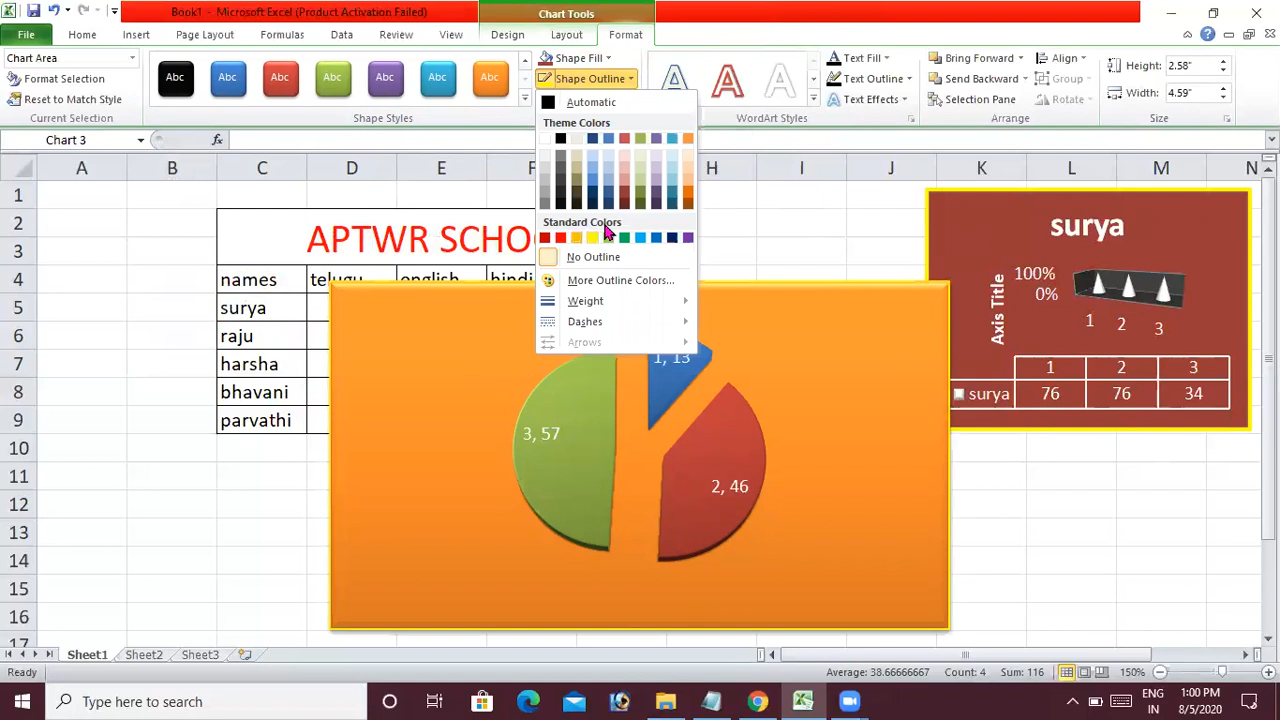 Book1 - Microsoft Excel (Product Activation Failed)
Chart Tools
File Home Insert Page Layout Formulas Data Review View Design Layout Format
Chart Area
Format Selection
Reset to Match Style
Current Selection
Abc Abc Abc Abc Abc Abc Abc
Shape Styles
Shape Fill
Shape Outline
A A A
WordArt Styles
Text Fill
Text Outline
Text Effects
Bring Forward
Send Backward
Selection Pane
Align
Group
Rotate
Arrange
Height: 2.58"
Width: 4.59"
Size
Chart 3
fx
Automatic
Theme Colors
Standard Colors
No Outline
More Outline Colors...
Weight
Dashes
Arrows
A B C D E F H I J K L M N
1
2
3
4
5
6
7
8
9
10
11
12
13
14
15
16
17
APTWR SCHO
names telugu english hindi
surya
raju
harsha
bhavani
parvathi
1, 13
2, 46
3, 57
surya
Axis Title
100%
0%
1 2 3
1 2 3
surya 76 76 34
Sheet1 Sheet2 Sheet3
Ready
Average: 38.66666667 Count: 4 Sum: 116 150%
Type here to search
ENG
IN
1:00 PM
8/5/2020